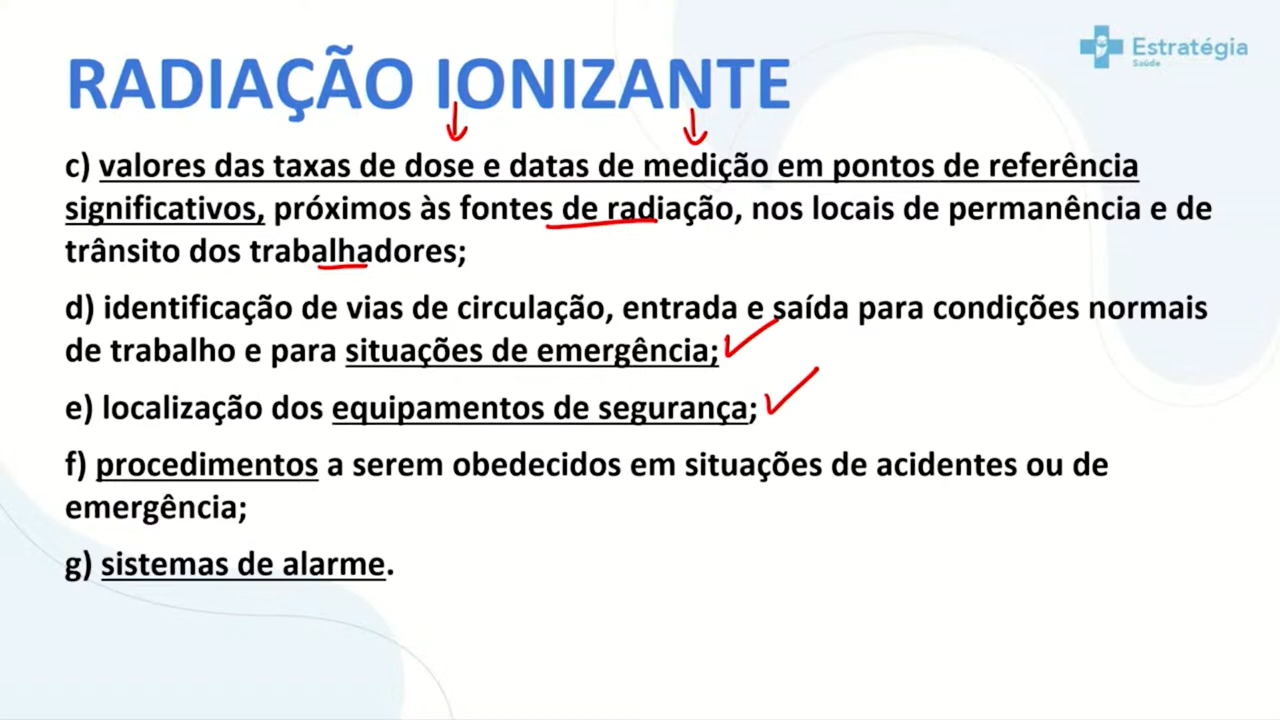 Estratégia
Saúde
RADIAÇÃO IONIZANTE
c) valores das taxas de dose e datas de medição em pontos de referência
significativos, próximos às fontes de radiação, nos locais de permanência e de
trânsito dos trabalhadores;
d) identificação de vias de circulação, entrada e saída para condições normais
de trabalho e para situações de emergência;
e) localização dos equipamentos de segurança;
f) procedimentos a serem obedecidos em situações de acidentes ou de
emergência;
g) sistemas de alarme.